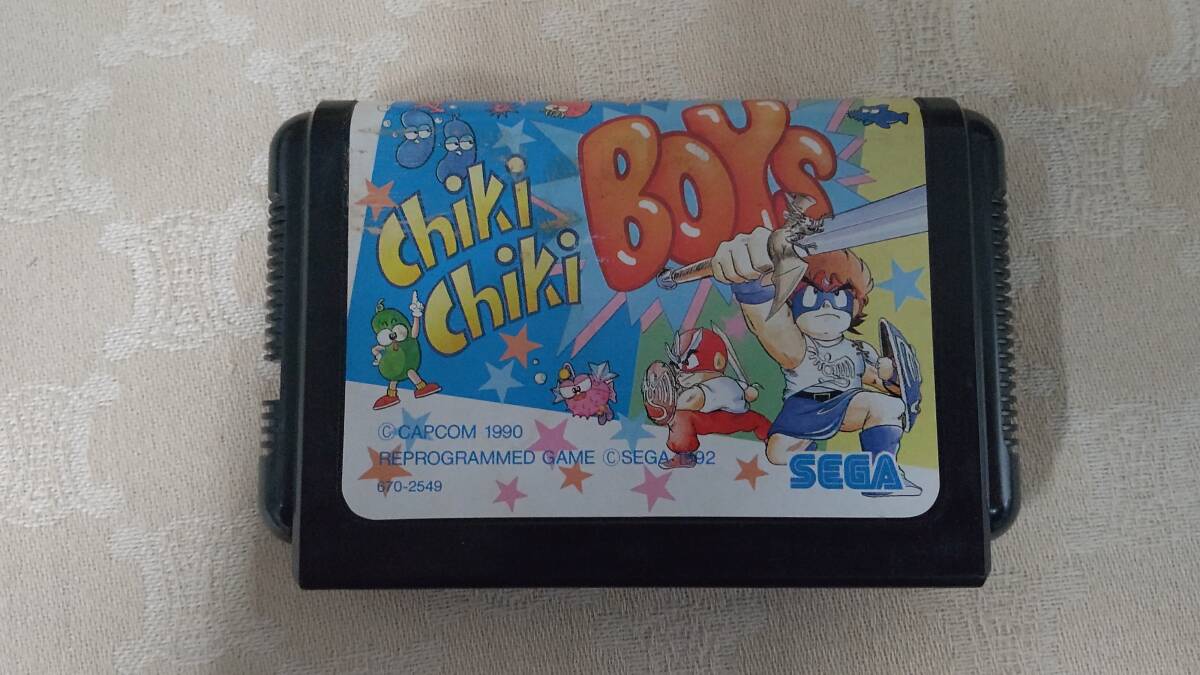 Chiki
Chiki
BOYS
©CAPCOM 1990
REPROGRAMMED GAME ©SEGA 1992
670-2549
SEGA